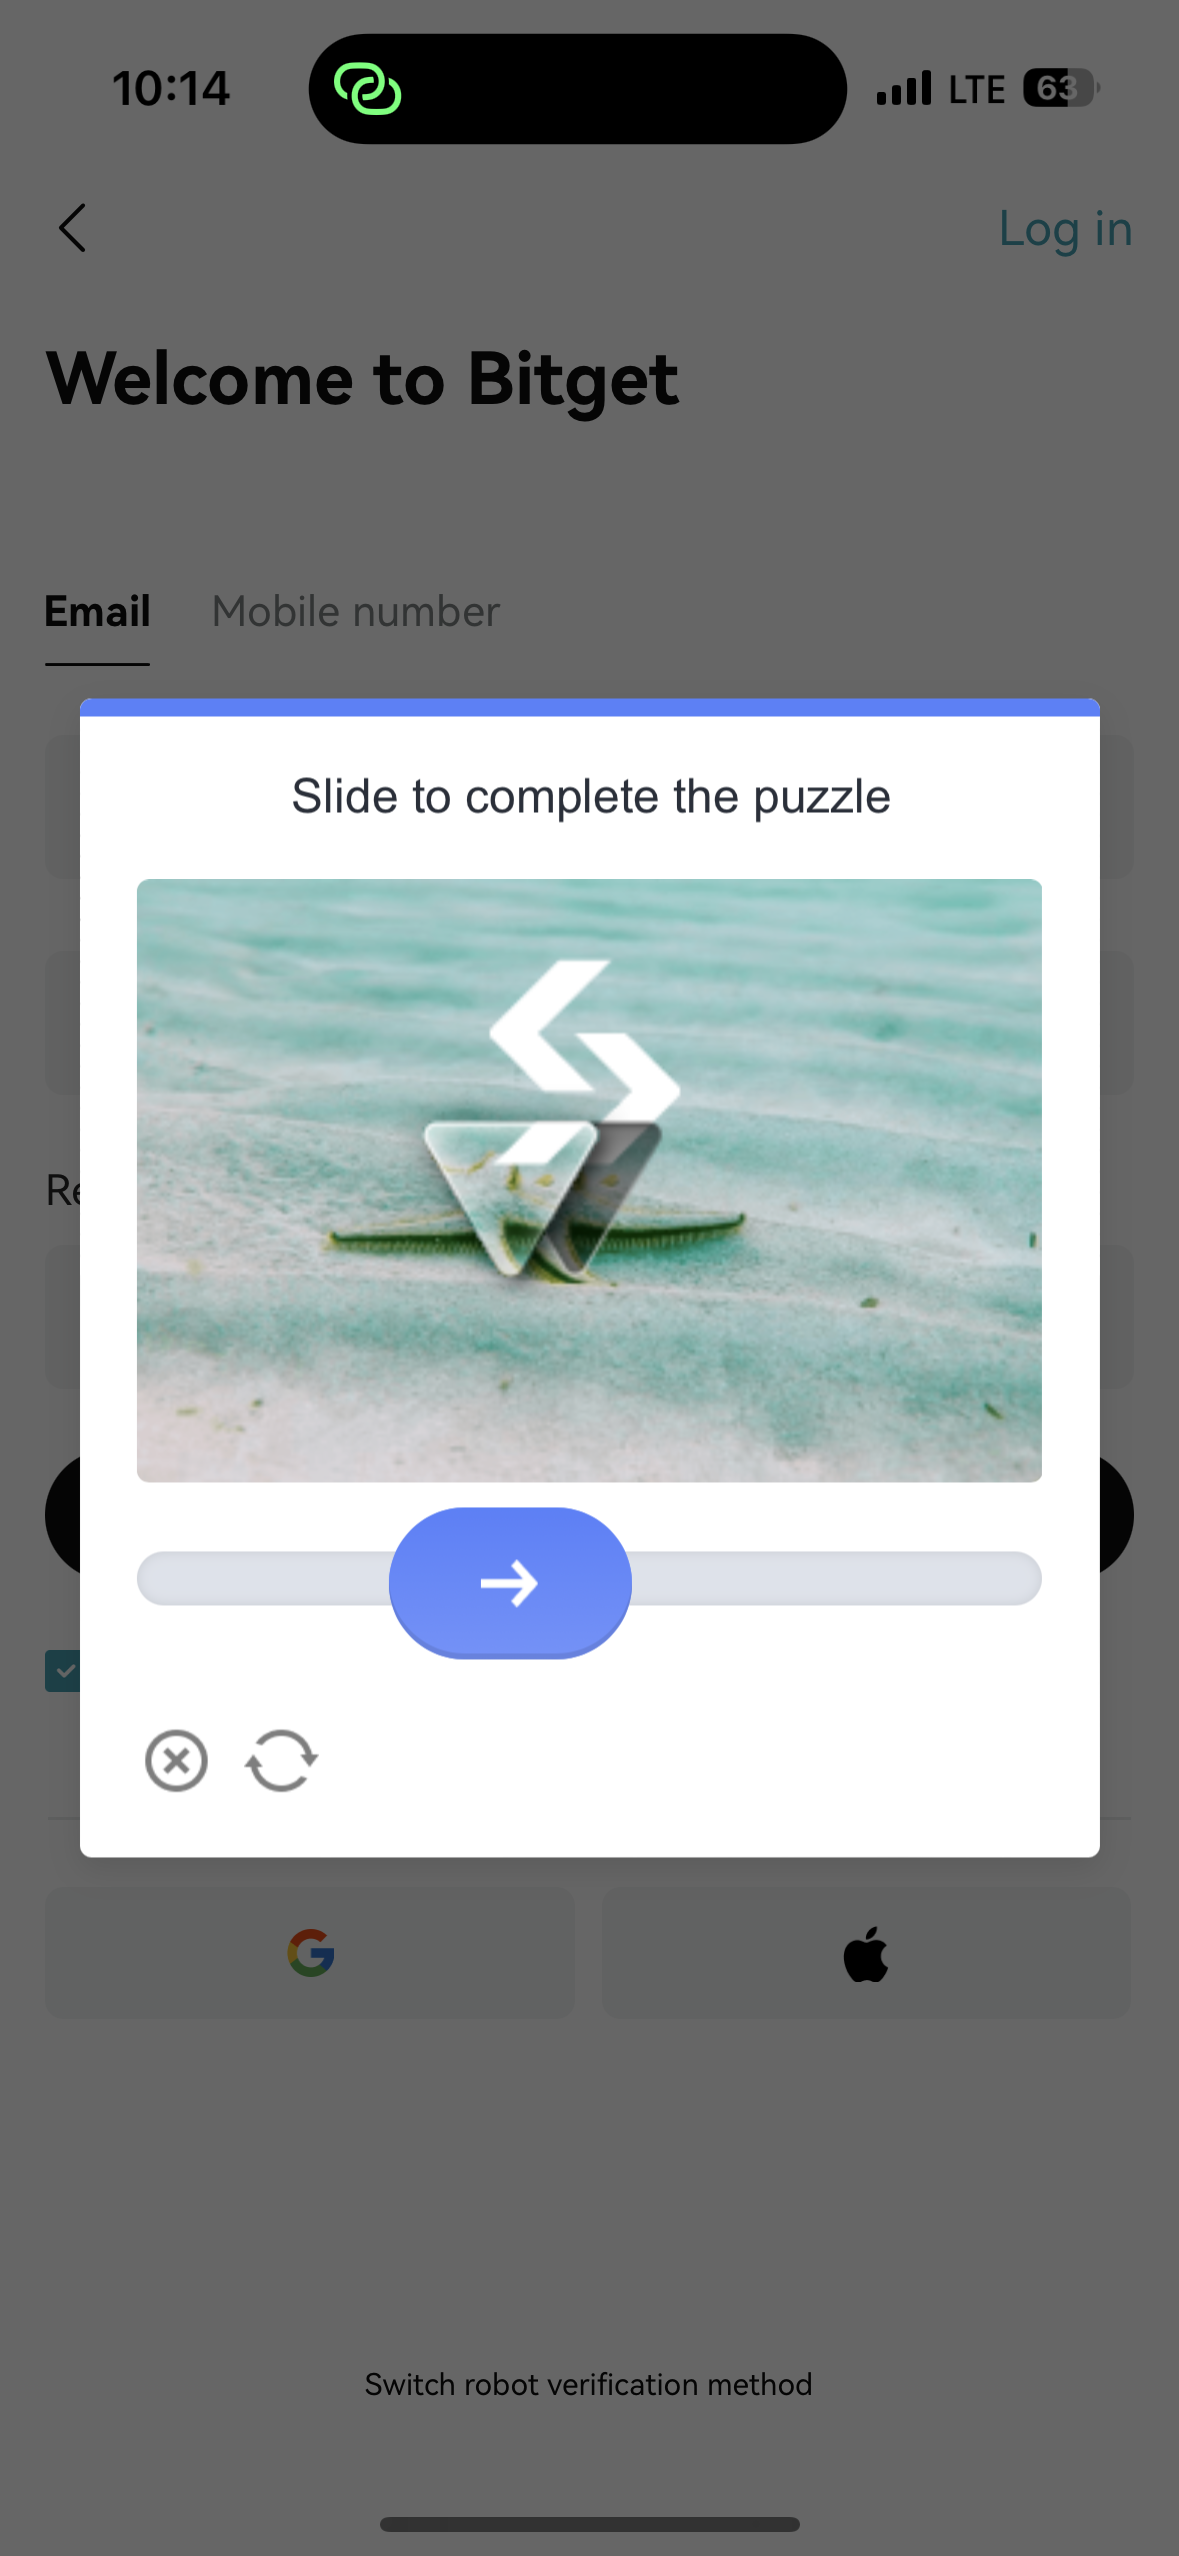 10:14
LTE
63
Log in
Welcome to Bitget
Email
Mobile number
Slide to complete the puzzle
Re
Switch robot verification method